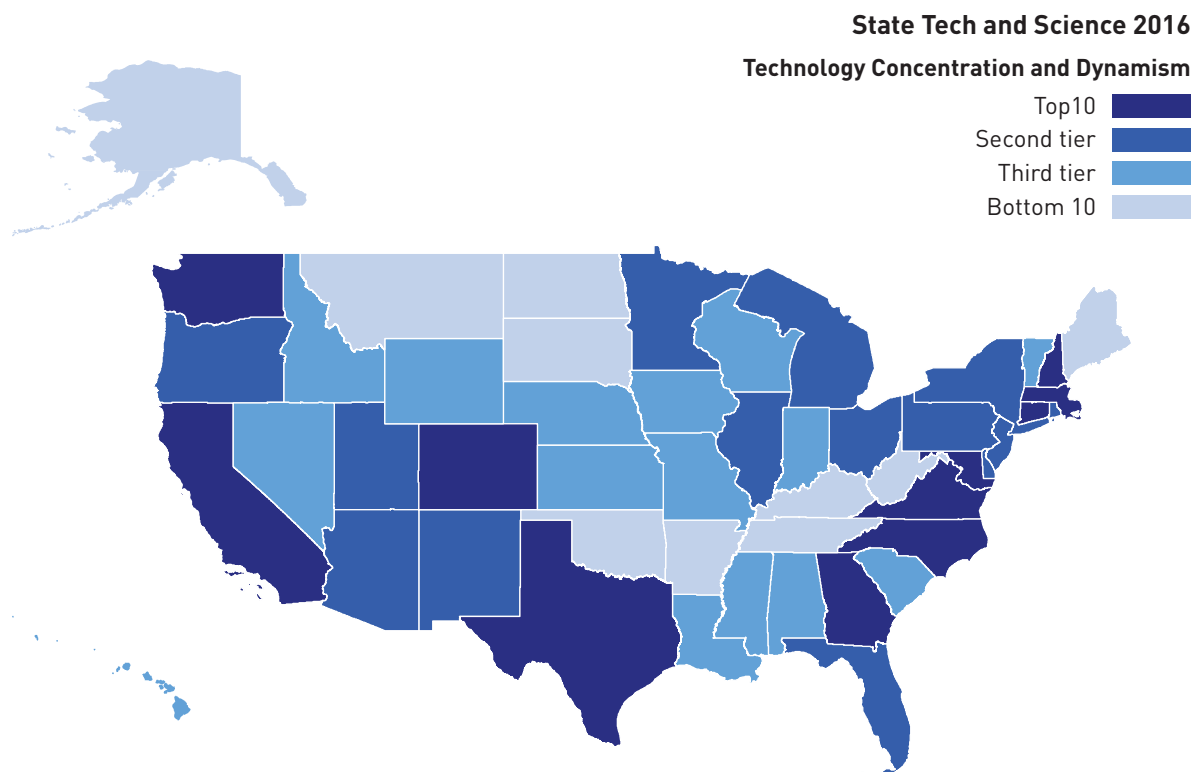 State Tech and Science 2016
Technology Concentration and Dynamism
Top10
Second tier
Third tier
Bottom 10